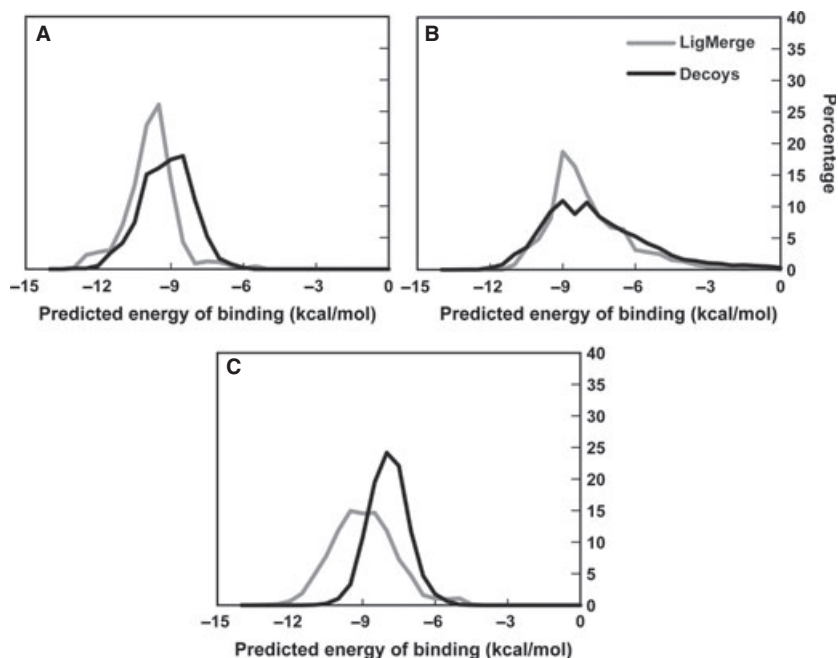 A
B
LigMerge
Decoys
40
35
30
25
20
15
10
5
0
Percentage
–15 –12 –9 –6 –3 0
–15 –12 –9 –6 –3 0
Predicted energy of binding (kcal/mol)
Predicted energy of binding (kcal/mol)
C
40
35
30
25
20
15
10
5
0
–15 –12 –9 –6 –3 0
Predicted energy of binding (kcal/mol)